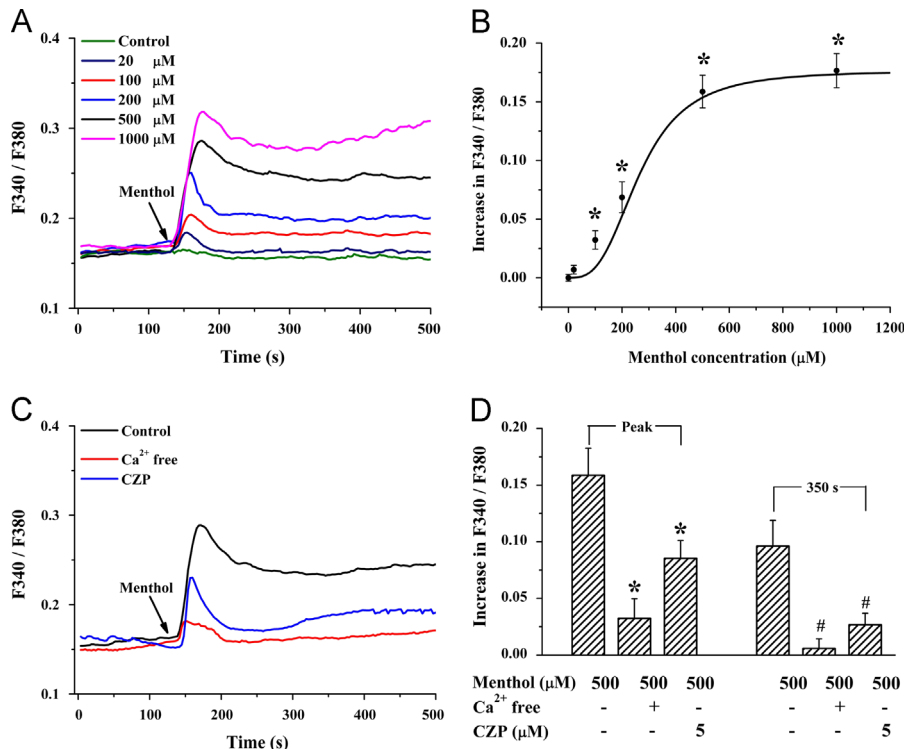 A
Control
20 μM
100 μM
200 μM
500 μM
1000 μM
Menthol
F340 / F380
0.4
0.3
0.2
0.1
0 100 200 300 400 500
Time (s)
B
Increase in F340 / F380
0.20
0.15
0.10
0.05
0.00
* * * *
0 200 400 600 800 1000 1200
Menthol concentration (μM)
C
Control
Ca²⁺ free
CZP
Menthol
F340 / F380
0.4
0.3
0.2
0.1
0 100 200 300 400 500
Time (s)
D
Increase in F340 / F380
0.20
0.15
0.10
0.05
0.00
Peak
350 s
* *
# #
Menthol (μM) 500 500 500 500 500 500
Ca²⁺ free - + - - + -
CZP (μM) - - 5 - - 5